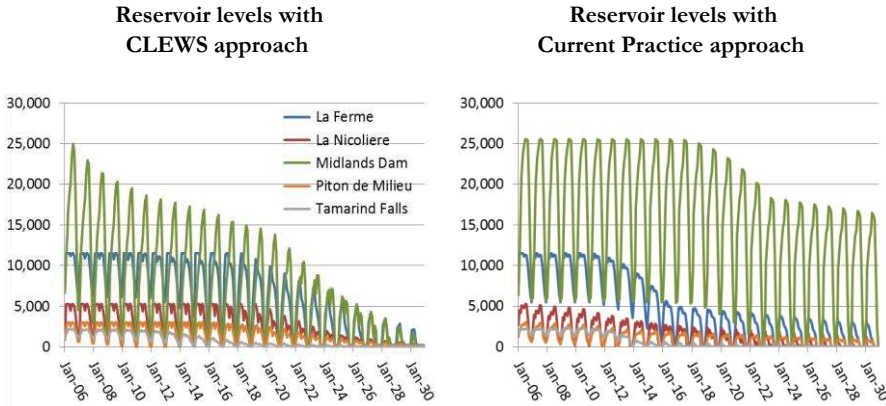 Reservoir levels with
CLEWS approach
30,000
25,000
20,000
15,000
10,000
5,000
0
La Ferme
La Nicoliere
Midlands Dam
Piton de Milieu
Tamarind Falls
Jan-06
Jan-08
Jan-10
Jan-12
Jan-14
Jan-16
Jan-18
Jan-20
Jan-22
Jan-24
Jan-26
Jan-28
Jan-30
Reservoir levels with
Current Practice approach
30,000
25,000
20,000
15,000
10,000
5,000
0
Jan-06
Jan-08
Jan-10
Jan-12
Jan-14
Jan-16
Jan-18
Jan-20
Jan-22
Jan-24
Jan-26
Jan-28
Jan-30